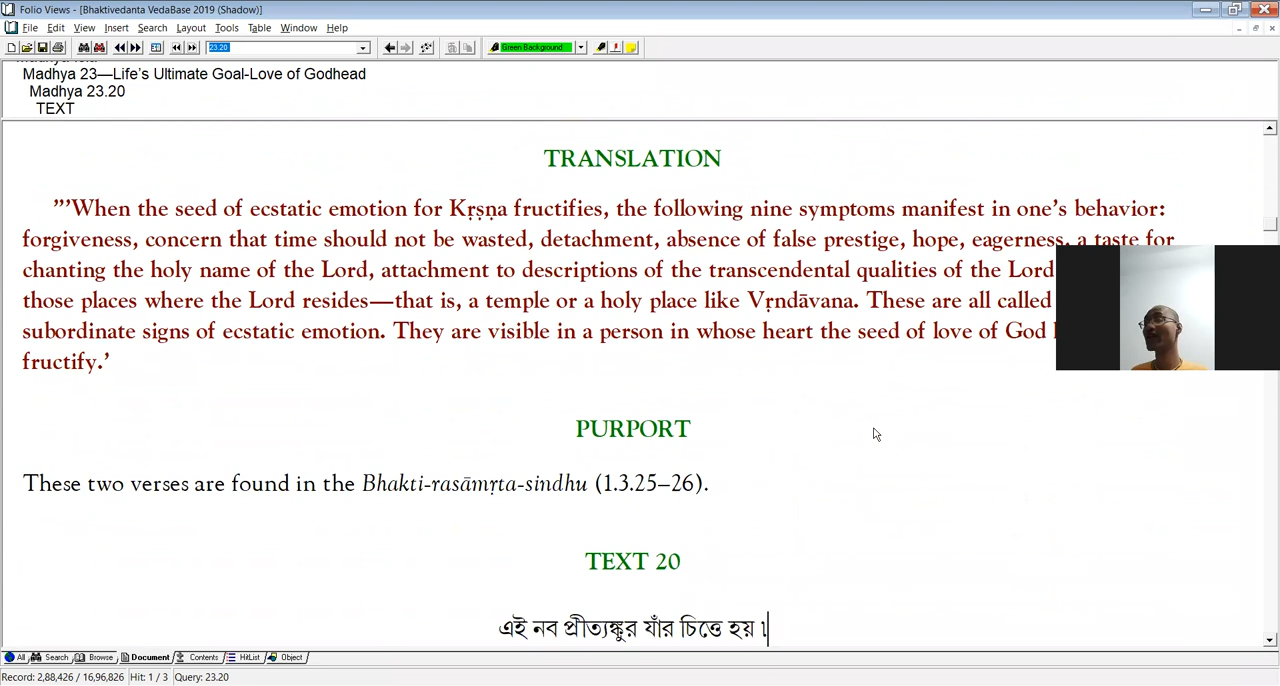 Folio Views - [Bhaktivedanta VedaBase 2019 (Shadow)]
File Edit View Insert Search Layout Tools Table Window Help
23.20 Green Background
Madhya 23—Life's Ultimate Goal-Love of Godhead
Madhya 23.20
TEXT
TRANSLATION
"'When the seed of ecstatic emotion for Kṛṣṇa fructifies, the following nine symptoms manifest in one's behavior:
forgiveness, concern that time should not be wasted, detachment, absence of false prestige, hope, eagerness, a taste for
chanting the holy name of the Lord, attachment to descriptions of the transcendental qualities of the Lord
those places where the Lord resides—that is, a temple or a holy place like Vṛndāvana. These are all called
subordinate signs of ecstatic emotion. They are visible in a person in whose heart the seed of love of God
fructify.'
PURPORT
These two verses are found in the Bhakti-rasāmṛta-sindhu (1.3.25–26).
TEXT 20
এই নব প্রীত্যঙ্কুর যাঁর চিত্তে হয় ।
All Search Browse Document Contents HitList Object
Record: 2,88,426 / 16,96,826 Hit: 1 / 3 Query: 23.20